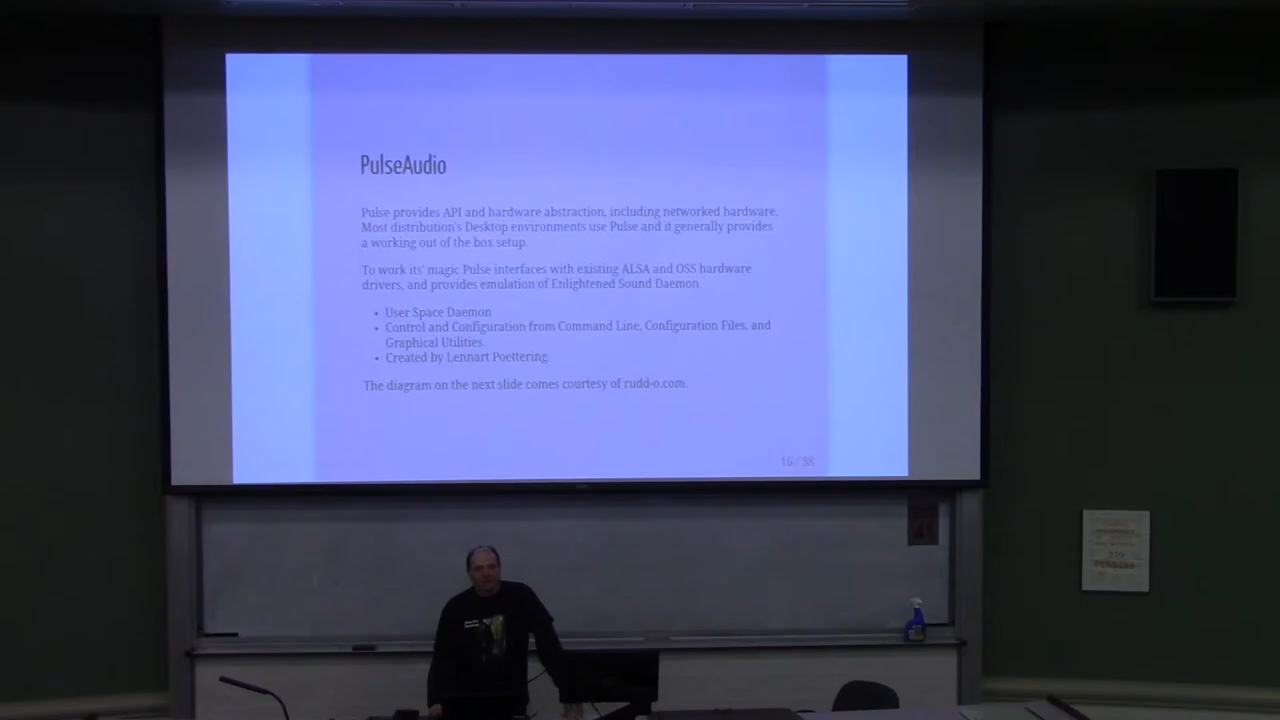 PulseAudio
Pulse provides API and hardware abstraction, including networked hardware.
Most distribution's Desktop environments use Pulse and it generally provides
a working out of the box setup.
To work its' magic Pulse interfaces with existing ALSA and OSS hardware
drivers, and provides emulation of Enlightened Sound Daemon.
• User Space Daemon
• Control and Configuration from Command Line, Configuration Files, and
Graphical Utilities.
• Created by Lennart Poettering.
The diagram on the next slide comes courtesy of rudd-o.com.
16 / 38
PERSONS